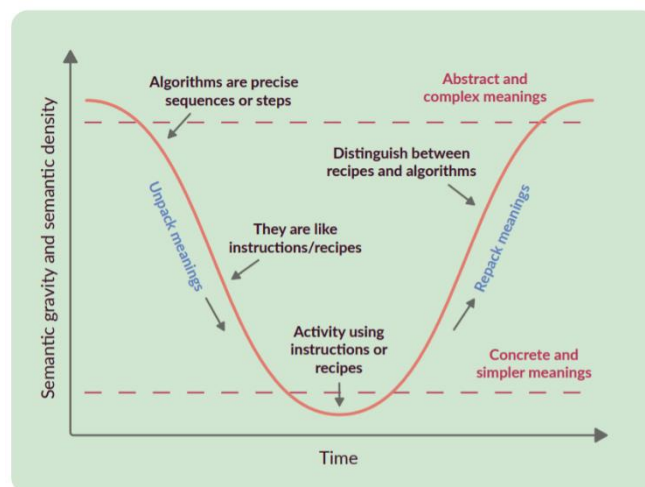 Algorithms are precise
sequences or steps
Abstract and
complex meanings
Distinguish between
recipes and algorithms
Unpack meanings
They are like
instructions/recipes
Repack meanings
Activity using
instructions or
recipes
Concrete and
simpler meanings
Semantic gravity and semantic density
Time